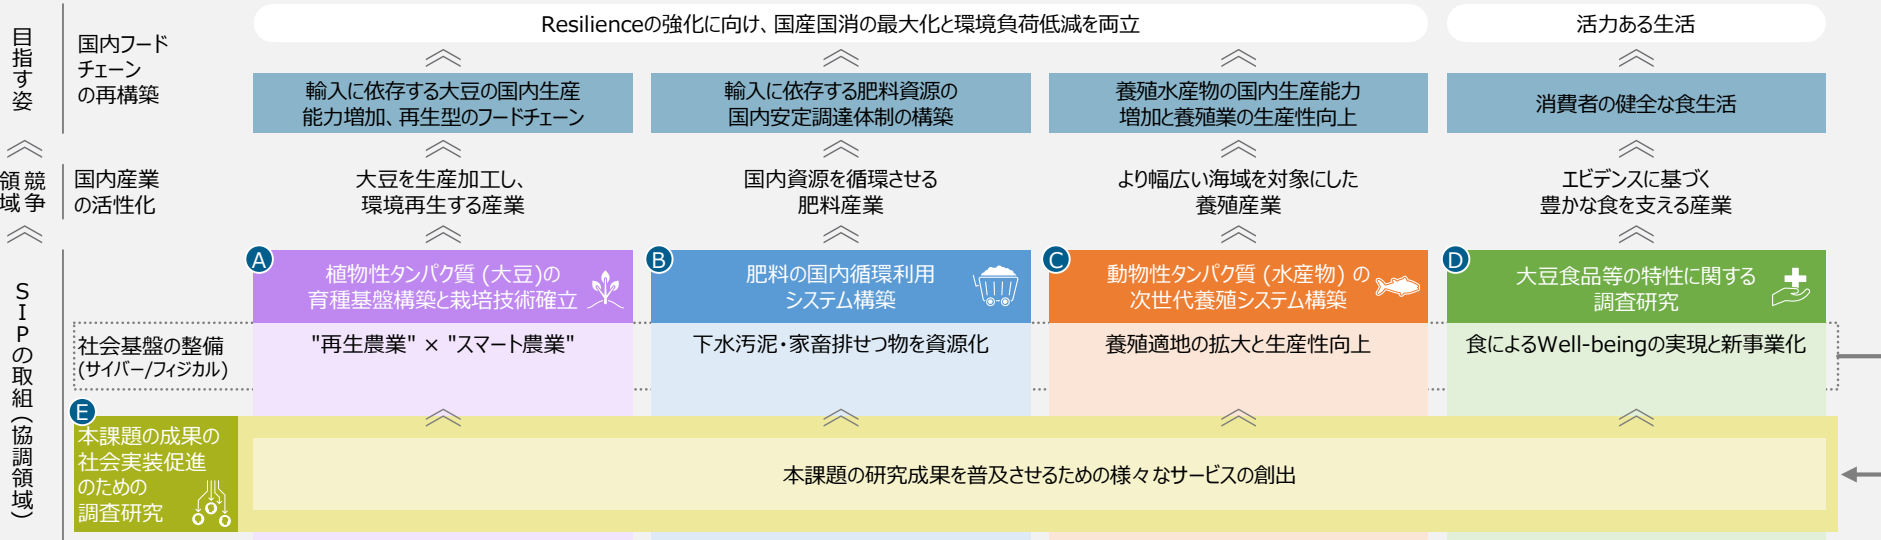 目指す姿
国内フード
チェーン
の再構築
Resilienceの強化に向け、国産国消の最大化と環境負荷低減を両立
活力ある生活
輸入に依存する大豆の国内生産
能力増加、再生型のフードチェーン
輸入に依存する肥料資源の
国内安定調達体制の構築
養殖水産物の国内生産能力
増加と養殖業の生産性向上
消費者の健全な食生活
競争
領域
国内産業
の活性化
大豆を生産加工し、
環境再生する産業
国内資源を循環させる
肥料産業
より幅広い海域を対象にした
養殖産業
エビデンスに基づく
豊かな食を支える産業
SIPの取組(協調領域)
A
植物性タンパク質 (大豆)の
育種基盤構築と栽培技術確立
B
肥料の国内循環利用
システム構築
C
動物性タンパク質 (水産物) の
次世代養殖システム構築
D
大豆食品等の特性に関する
調査研究
社会基盤の整備
(サイバー/フィジカル)
"再生農業" × "スマート農業"
下水汚泥・家畜排せつ物を資源化
養殖適地の拡大と生産性向上
食によるWell-beingの実現と新事業化
E
本課題の成果の
社会実装促進
のための
調査研究
本課題の研究成果を普及させるための様々なサービスの創出